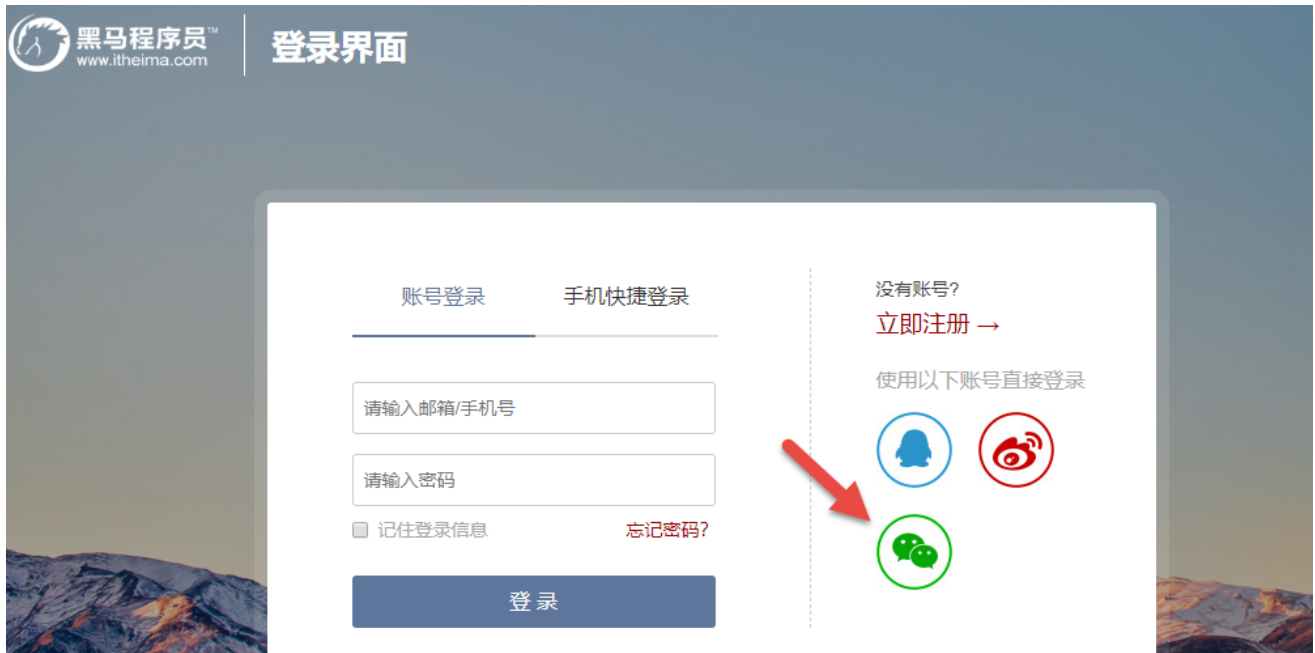 黑马程序员™
www.itheima.com
登录界面
账号登录
手机快捷登录
请输入邮箱/手机号
请输入密码
记住登录信息
忘记密码?
登录
没有账号?
立即注册 →
使用以下账号直接登录